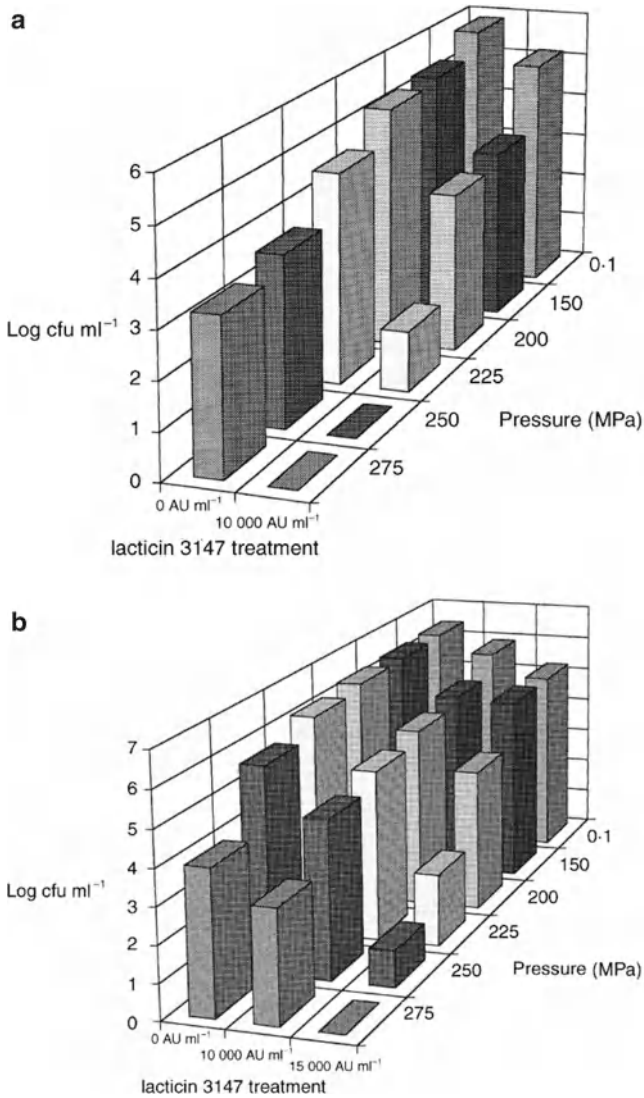 a
6
5
4
Log cfu ml⁻¹
3
2
1
0
0·1
150
200
225
250
275
Pressure (MPa)
0 AU ml⁻¹
10 000 AU ml⁻¹
lacticin 3147 treatment
b
7
6
5
4
Log cfu ml⁻¹
3
2
1
0
0·1
150
200
225
250
275
Pressure (MPa)
0 AU ml⁻¹
10 000 AU ml⁻¹
15 000 AU ml⁻¹
lacticin 3147 treatment